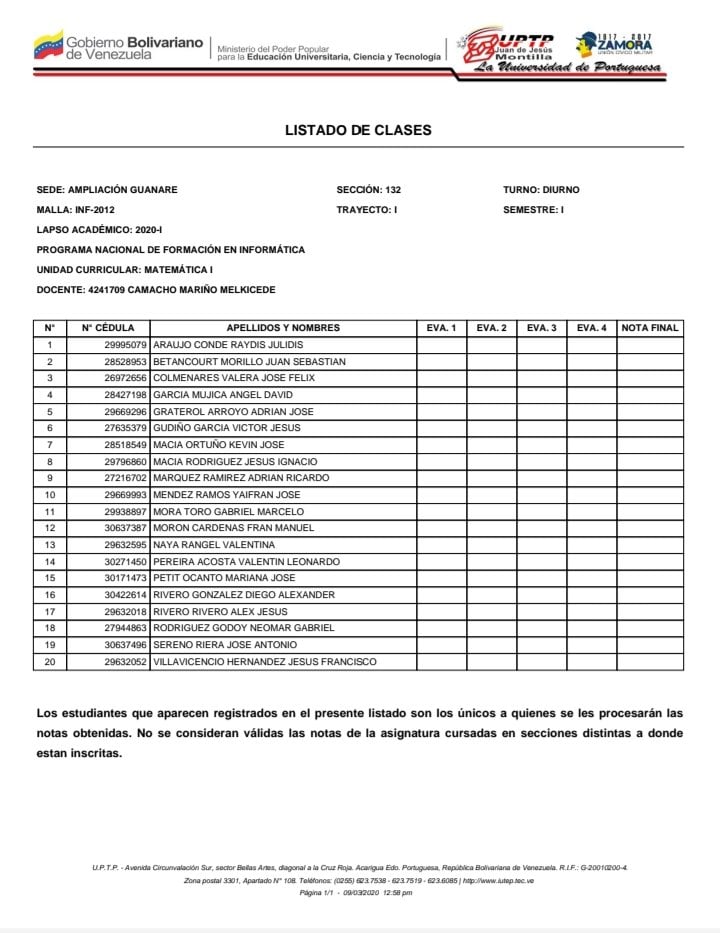 Gobierno Bolivariano
de Venezuela
Ministerio del Poder Popular
para la Educación Universitaria, Ciencia y Tecnología
UPTP
Juan de Jesús
Montilla
La Universidad de Portuguesa
1817 - 2017
ZAMORA
UNIÓN CÍVICO MILITAR
LISTADO DE CLASES
SEDE: AMPLIACIÓN GUANARE SECCIÓN: 132 TURNO: DIURNO
MALLA: INF-2012 TRAYECTO: I SEMESTRE: I
LAPSO ACADÉMICO: 2020-I
PROGRAMA NACIONAL DE FORMACIÓN EN INFORMÁTICA
UNIDAD CURRICULAR: MATEMÁTICA I
DOCENTE: 4241709 CAMACHO MARIÑO MELKICEDE
N° N° CÉDULA APELLIDOS Y NOMBRES EVA. 1 EVA. 2 EVA. 3 EVA. 4 NOTA FINAL
1 29995079 ARAUJO CONDE RAYDIS JULIDIS
2 28528953 BETANCOURT MORILLO JUAN SEBASTIAN
3 26972656 COLMENARES VALERA JOSE FELIX
4 28427198 GARCIA MUJICA ANGEL DAVID
5 29669296 GRATEROL ARROYO ADRIAN JOSE
6 27635379 GUDIÑO GARCIA VICTOR JESUS
7 28518549 MACIA ORTUÑO KEVIN JOSE
8 29796860 MACIA RODRIGUEZ JESUS IGNACIO
9 27216702 MARQUEZ RAMIREZ ADRIAN RICARDO
10 29669993 MENDEZ RAMOS YAIFRAN JOSE
11 29938897 MORA TORO GABRIEL MARCELO
12 30637387 MORON CARDENAS FRAN MANUEL
13 29632595 NAYA RANGEL VALENTINA
14 30271450 PEREIRA ACOSTA VALENTIN LEONARDO
15 30171473 PETIT OCANTO MARIANA JOSE
16 30422614 RIVERO GONZALEZ DIEGO ALEXANDER
17 29632018 RIVERO RIVERO ALEX JESUS
18 27944863 RODRIGUEZ GODOY NEOMAR GABRIEL
19 30637496 SERENO RIERA JOSE ANTONIO
20 29632052 VILLAVICENCIO HERNANDEZ JESUS FRANCISCO
Los estudiantes que aparecen registrados en el presente listado son los únicos a quienes se les procesarán las
notas obtenidas. No se consideran válidas las notas de la asignatura cursadas en secciones distintas a donde
estan inscritas.
U.P.T.P. - Avenida Circunvalación Sur, sector Bellas Artes, diagonal a la Cruz Roja. Acarigua Edo. Portuguesa, República Bolivariana de Venezuela. R.I.F.: G-20010200-4
Zona postal 3301, Apartado N° 108. Teléfonos: (0255) 623.7538 - 623.7519 - 623.6085 | http://www.iutep.tec.ve
Página 1/1 - 09/03/2020 12:58 pm